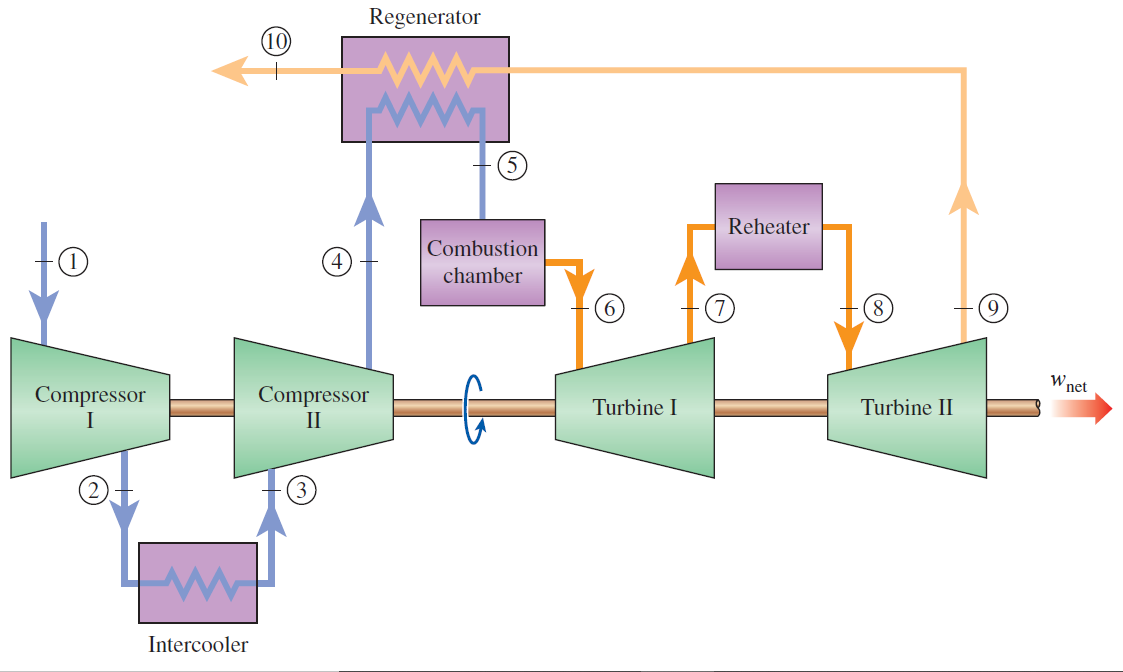 Regenerator
10
5
1
4
Combustion
chamber
Reheater
6
7
8
9
Compressor
I
Compressor
II
Turbine I
Turbine II
wnet
2
3
Intercooler